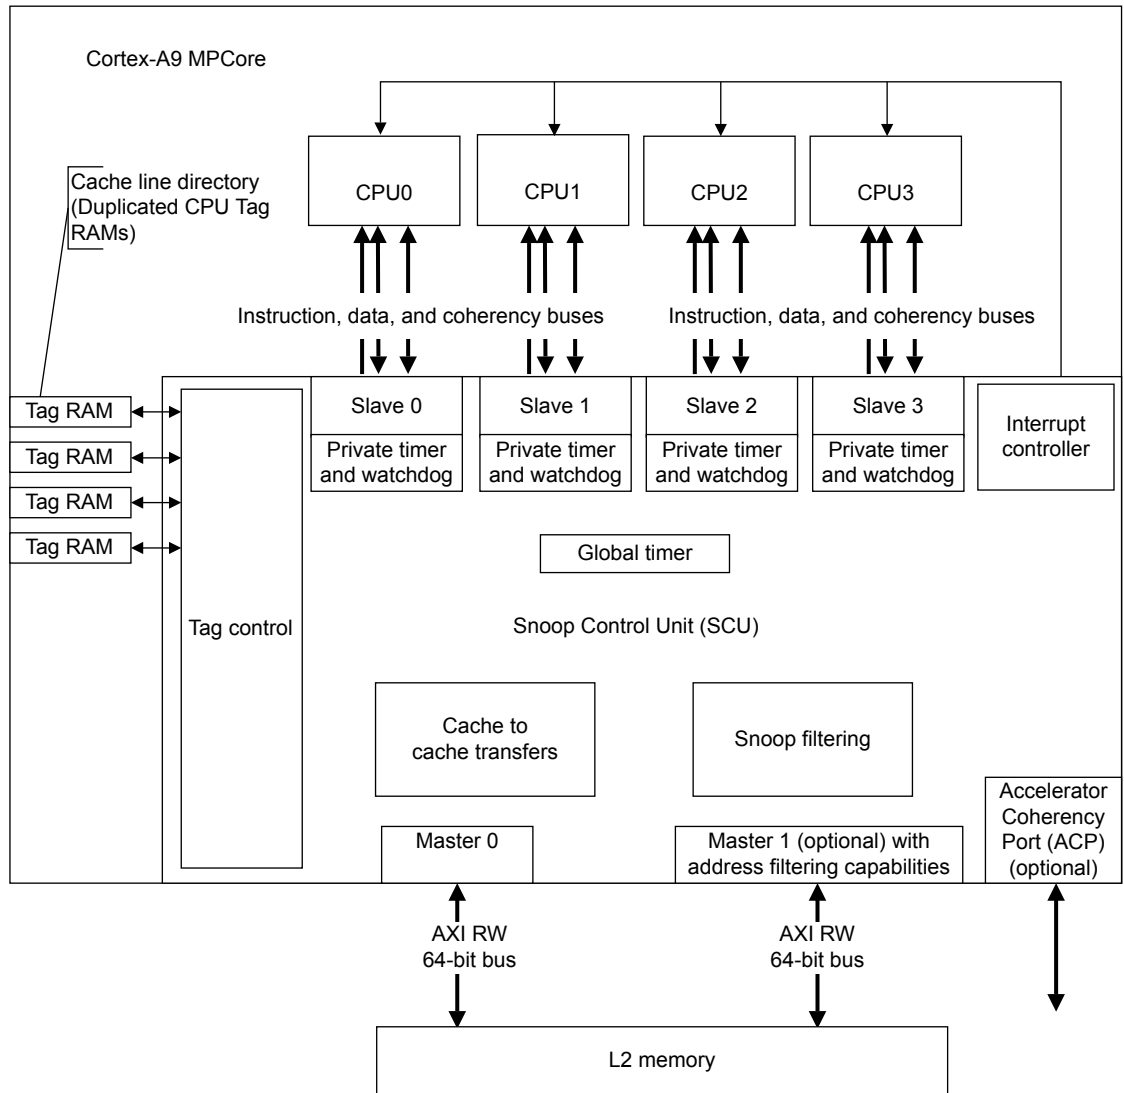 Cortex-A9 MPCore
Cache line directory
(Duplicated CPU Tag
RAMs)
CPU0
CPU1
CPU2
CPU3
Instruction, data, and coherency buses
Instruction, data, and coherency buses
Tag RAM
Tag RAM
Tag RAM
Tag RAM
Tag control
Slave 0
Private timer
and watchdog
Slave 1
Private timer
and watchdog
Slave 2
Private timer
and watchdog
Slave 3
Private timer
and watchdog
Interrupt
controller
Global timer
Snoop Control Unit (SCU)
Cache to
cache transfers
Snoop filtering
Master 0
Master 1 (optional) with
address filtering capabilities
Accelerator
Coherency
Port (ACP)
(optional)
AXI RW
64-bit bus
AXI RW
64-bit bus
L2 memory